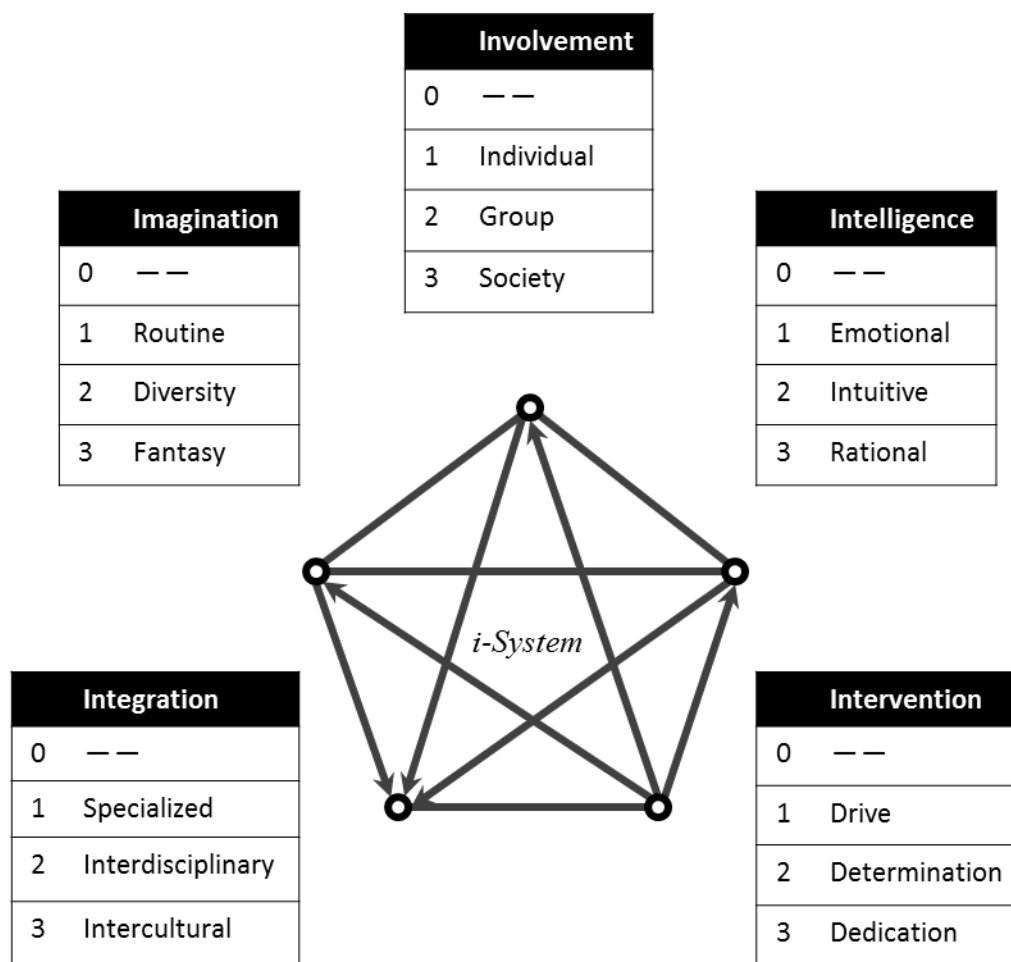 Involvement
0 — —
1 Individual
2 Group
3 Society
Imagination
0 — —
1 Routine
2 Diversity
3 Fantasy
Intelligence
0 — —
1 Emotional
2 Intuitive
3 Rational
i-System
Integration
0 — —
1 Specialized
2 Interdisciplinary
3 Intercultural
Intervention
0 — —
1 Drive
2 Determination
3 Dedication